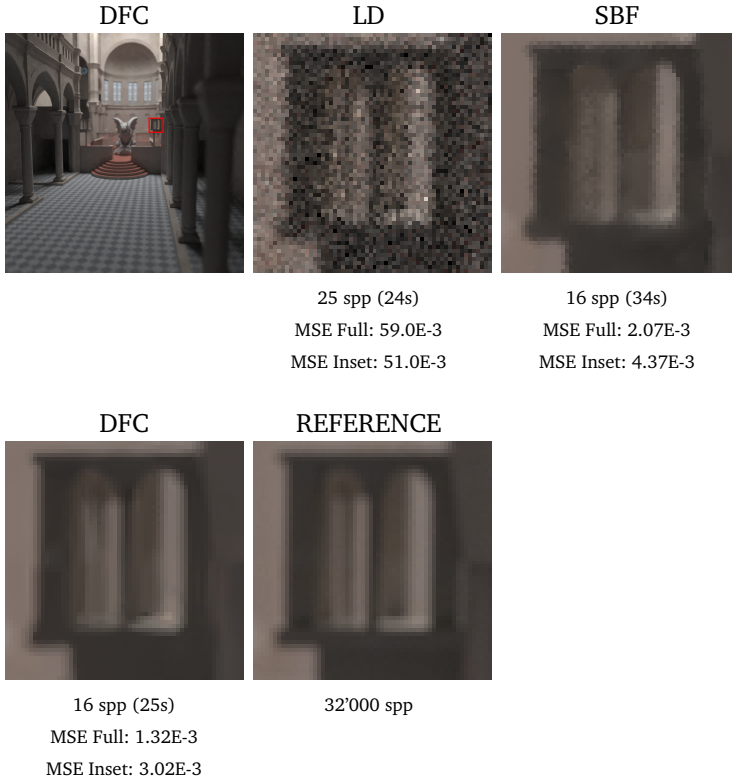 DFC
LD
SBF
25 spp (24s)
MSE Full: 59.0E-3
MSE Inset: 51.0E-3
16 spp (34s)
MSE Full: 2.07E-3
MSE Inset: 4.37E-3
DFC
REFERENCE
16 spp (25s)
MSE Full: 1.32E-3
MSE Inset: 3.02E-3
32’000 spp